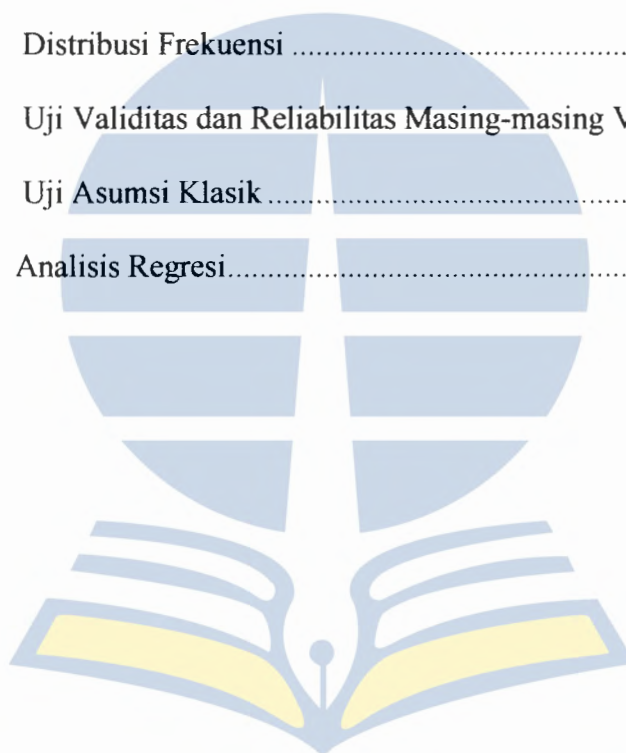 Distribusi Frekuensi ..........................................
Uji Validitas dan Reliabilitas Masing-masing V
Uji Asumsi Klasik .............................................
Analisis Regresi..................................................